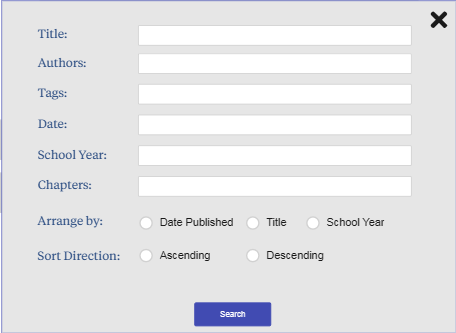 Title:
Authors:
Tags:
Date:
School Year:
Chapters:
Arrange by: Date Published Title School Year
Sort Direction: Ascending Descending
Search